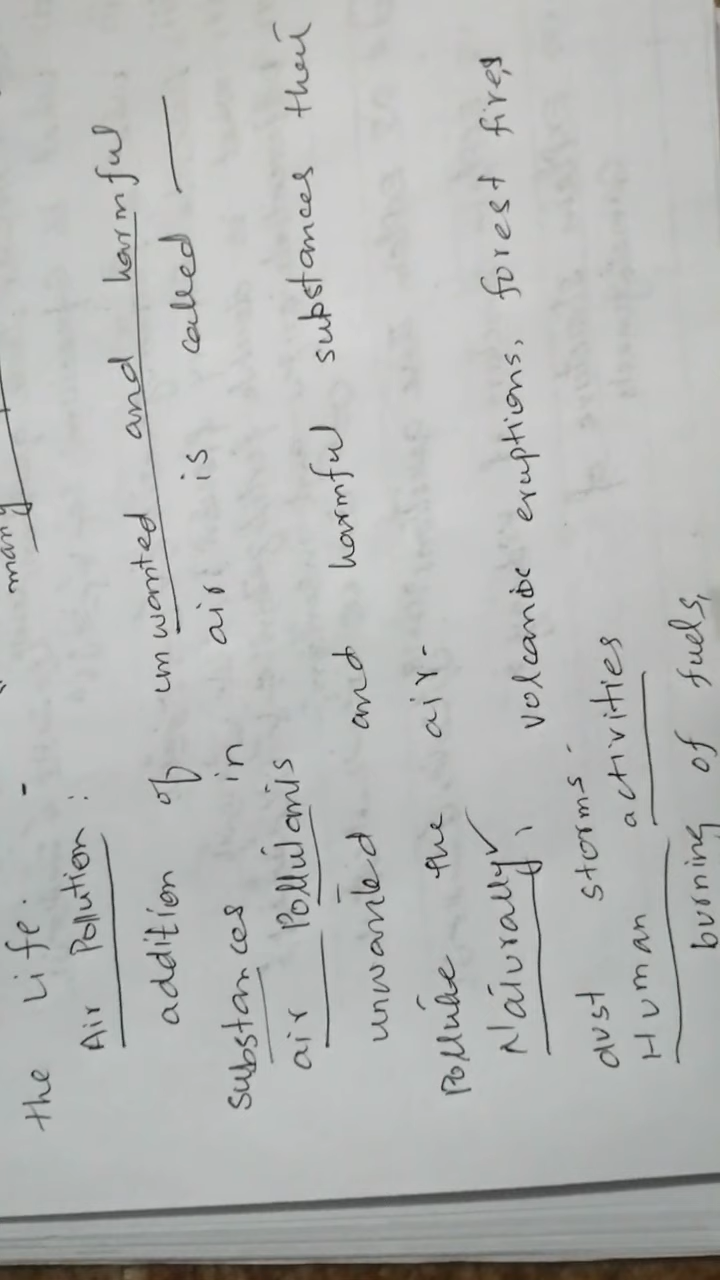 many
the Life.
Air Pollution:
addition of unwanted and harmful
substances in air is called —
air Pollutants
unwanted and harmful substances that
Pollute the air.
Naturally, volcanic eruptions, forest fires
dust storms.
Human activities
burning of fuels,